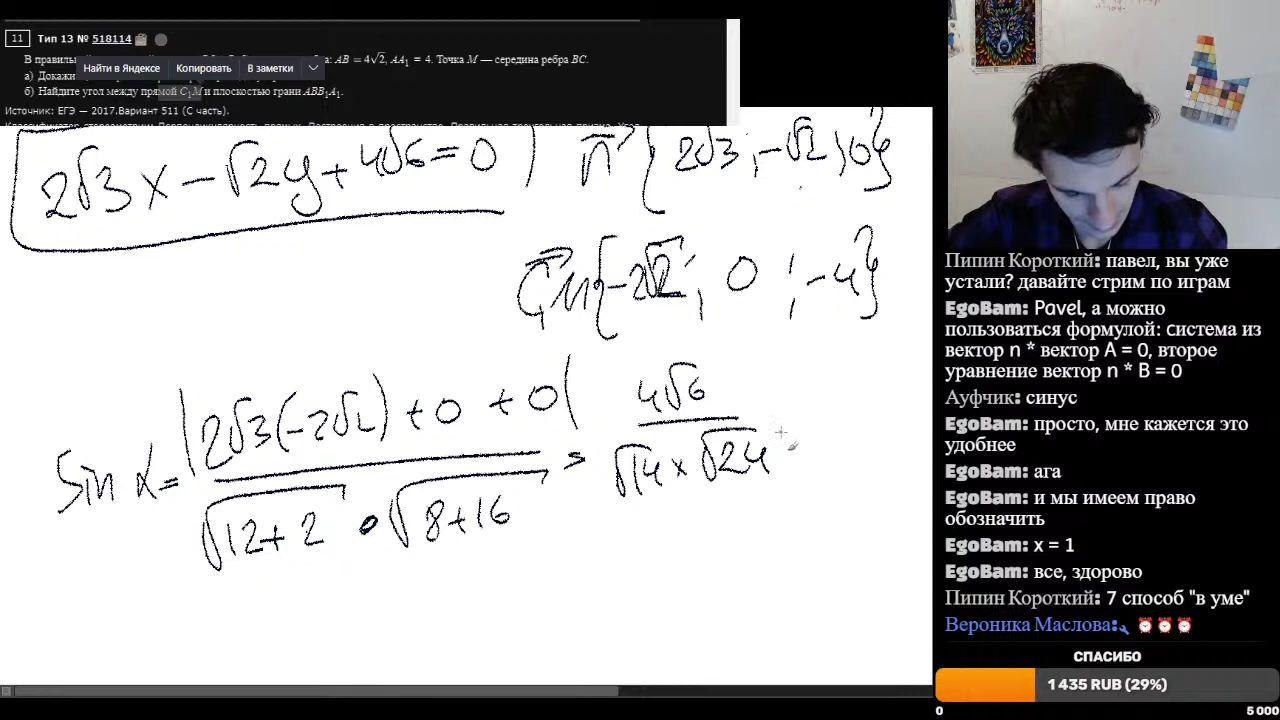 11 Тип 13 № 518114
В прави AB = 4√2, AA₁ = 4. Точка M — середина ребра BC.
Найти в Яндексе Копировать В заметки
а) Докажи
б) Найдите угол между прямой C₁M и плоскостью грани ABB₁A₁.
Источник: ЕГЭ — 2017.Вариант 511 (С часть).
2√3x − √2y + 4√6 = 0 n {2√3 ; −√2 ; 0}
C₁M {−2√2 ; 0 ; −4}
Sin α = |2√3(−2√2) + 0 + 0| / √12+2 • √8+16 = 4√6 / √14 × √24
Пипин Короткий: павел, вы уже
устали? давайте стрим по играм
EgoBam: Pavel, а можно
пользоваться формулой: система из
вектор n * вектор A = 0, второе
уравнение вектор n * B = 0
Ауфчик: синус
EgoBam: просто, мне кажется это
удобнее
EgoBam: ага
EgoBam: и мы имеем право
обозначить
EgoBam: x = 1
EgoBam: все, здорово
Пипин Короткий: 7 способ "в уме"
Вероника Маслова: ⏰⏰⏰
СПАСИБО
1 435 RUB (29%)
0 5 000